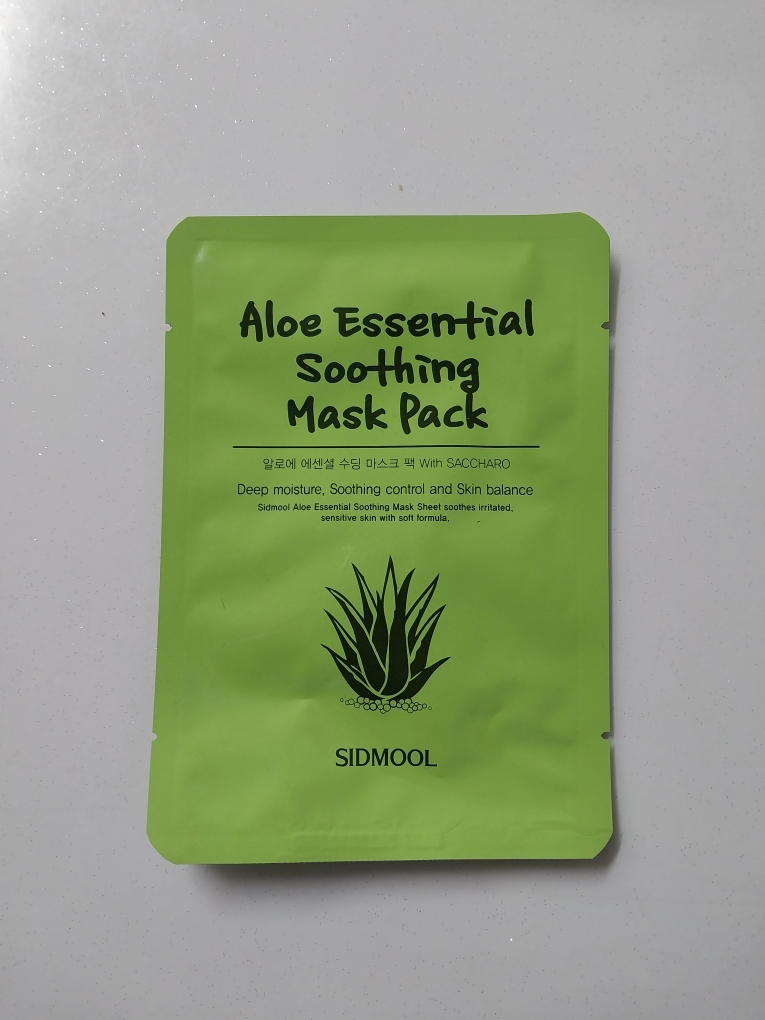 Aloe Essential
Soothing
Mask Pack
알로에 에센셜 수딩 마스크 팩 With SACCHARO
Deep moisture, Soothing control and Skin balance
Sidmool Aloe Essential Soothing Mask Sheet soothes irritated,
sensitive skin with soft formula.
SIDMOOL